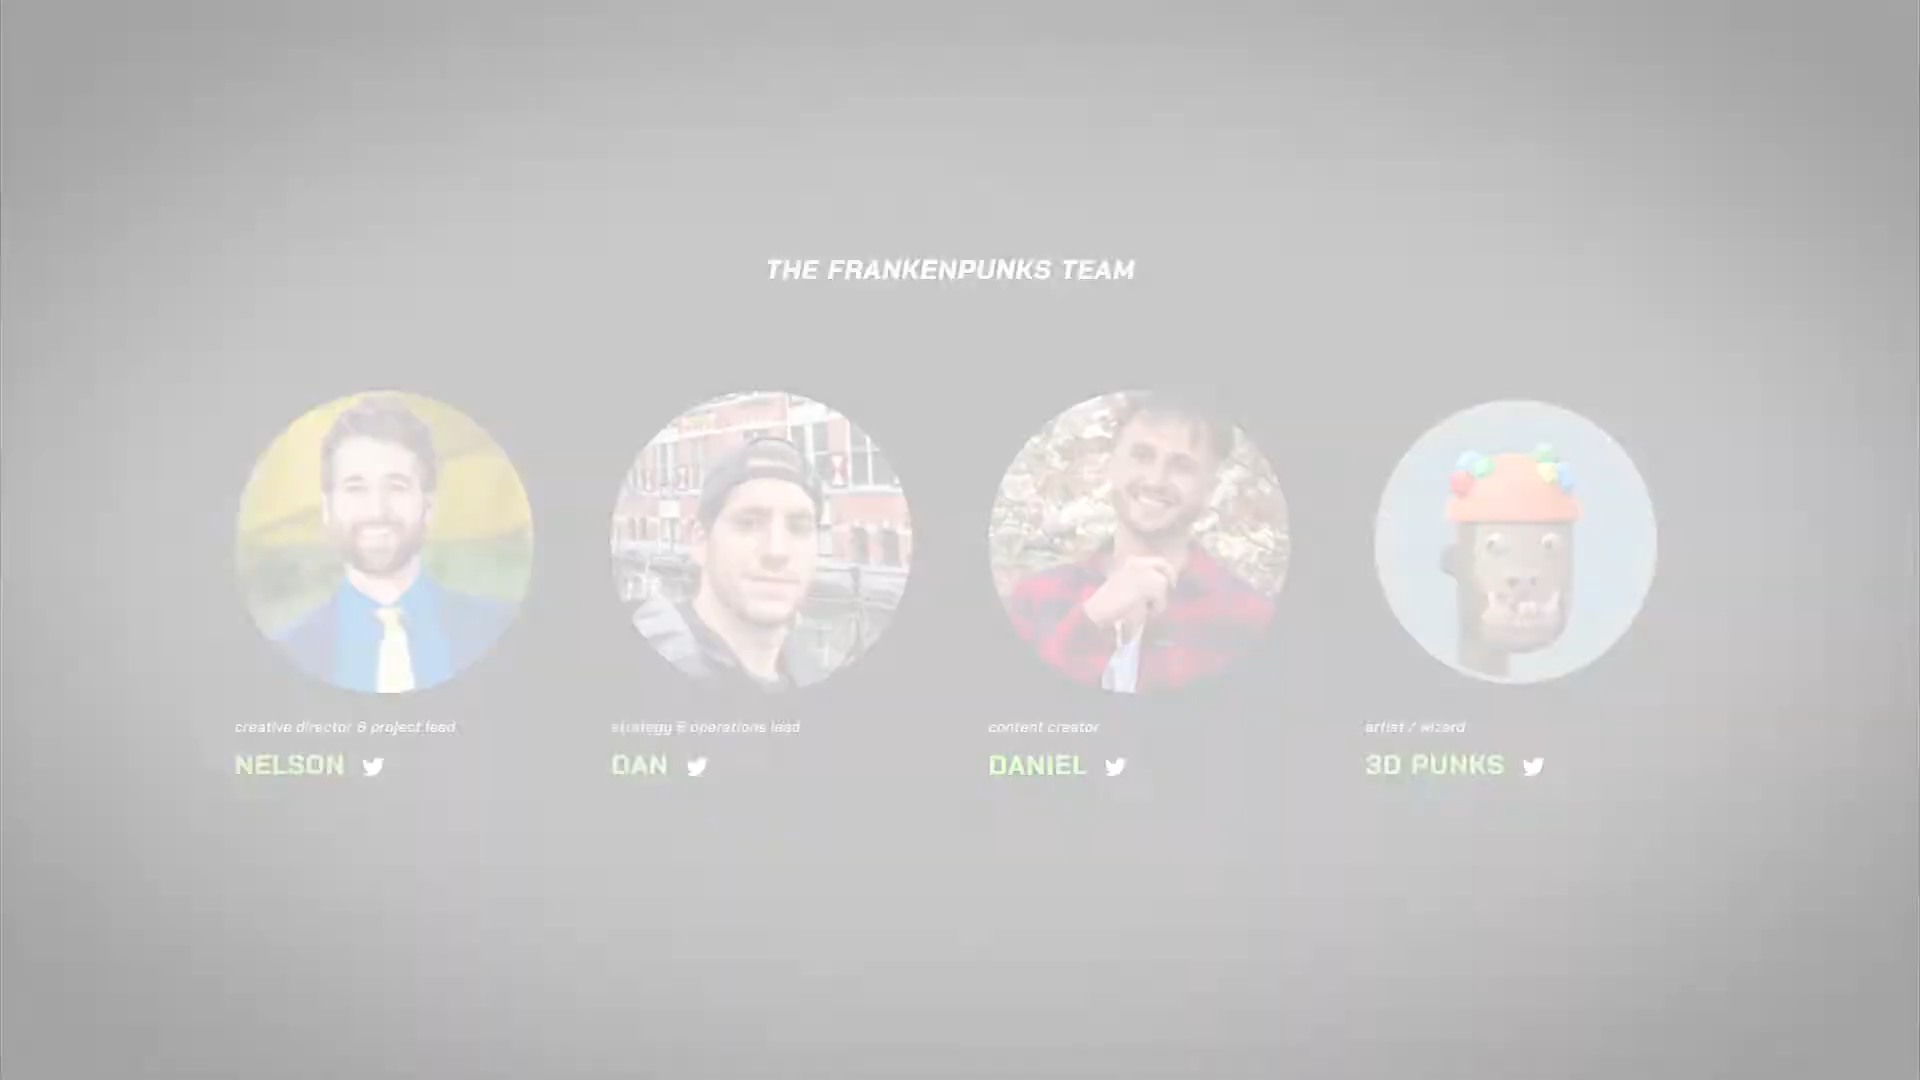 THE FRANKENPUNKS TEAM
creative director & project lead
NELSON
strategy & operations lead
DAN
content creator
DANIEL
artist / wizard
3D PUNKS